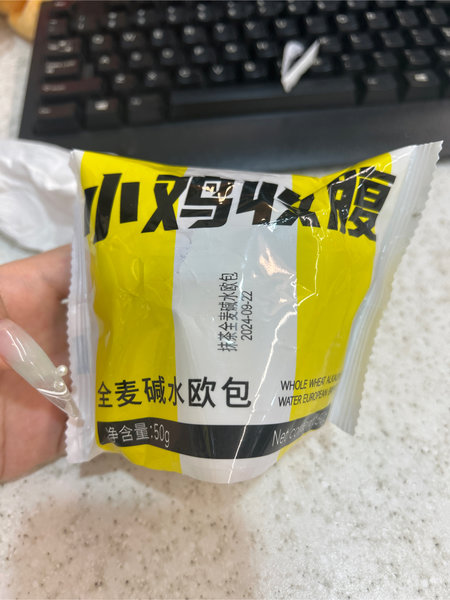 小鸡收腹
抹茶全麦碱水欧包
2024-09-22
全麦碱水欧包
WHOLE WHEAT
WATER EUROPEAN
净含量:50g
Net